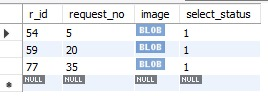 r_id request_no image select_status
54 5 BLOB 1
59 20 BLOB 1
77 35 BLOB 1
NULL NULL NULL NULL